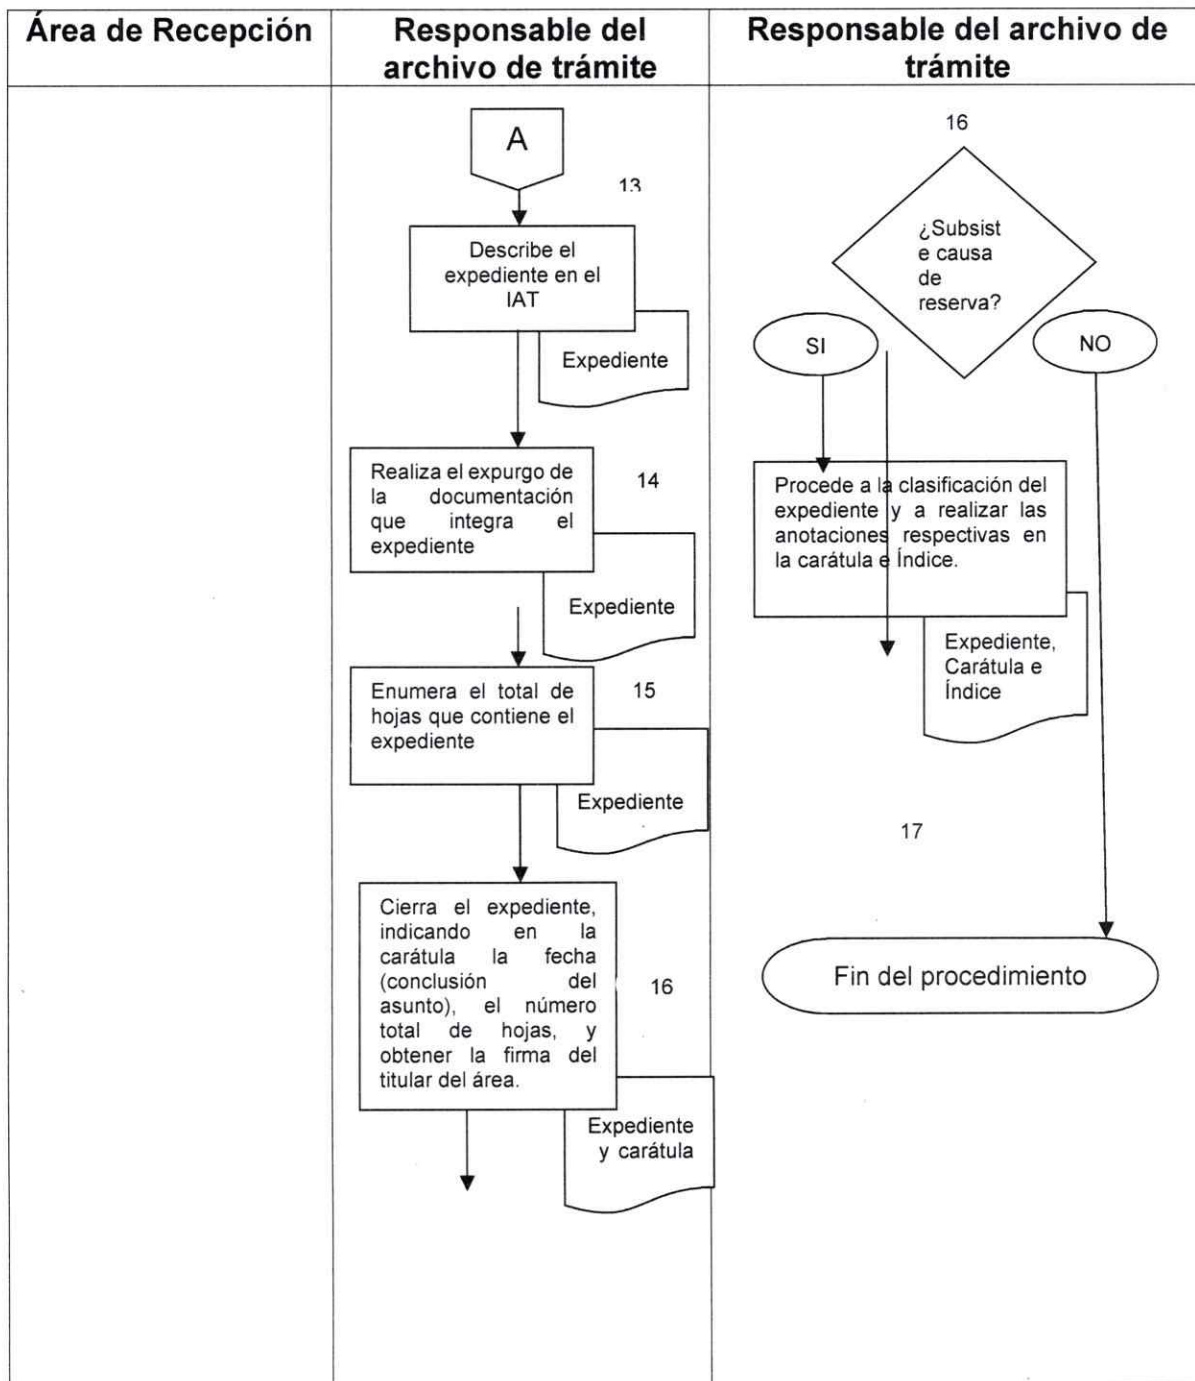 Área de Recepción
Responsable del
archivo de trámite
Responsable del archivo de
trámite
A
13
Describe el
expediente en el
IAT
Expediente
Realiza el expurgo de
la documentación
que integra el
expediente
14
Expediente
Enumera el total de
hojas que contiene el
expediente
15
Expediente
Cierra el expediente,
indicando en la
carátula la fecha
(conclusión del
asunto), el número
total de hojas, y
obtener la firma del
titular del área.
16
Expediente
y carátula
16
¿Subsist
e causa
de
reserva?
SI
NO
Procede a la clasificación del
expediente y a realizar las
anotaciones respectivas en
la carátula e Índice.
Expediente,
Carátula e
Índice
17
Fin del procedimiento